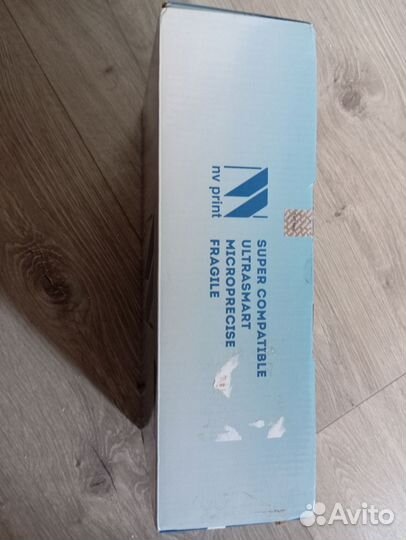 nv print
SUPER COMPATIBLE
ULTRASMART
MICROPRECISE
FRAGILE
Avito